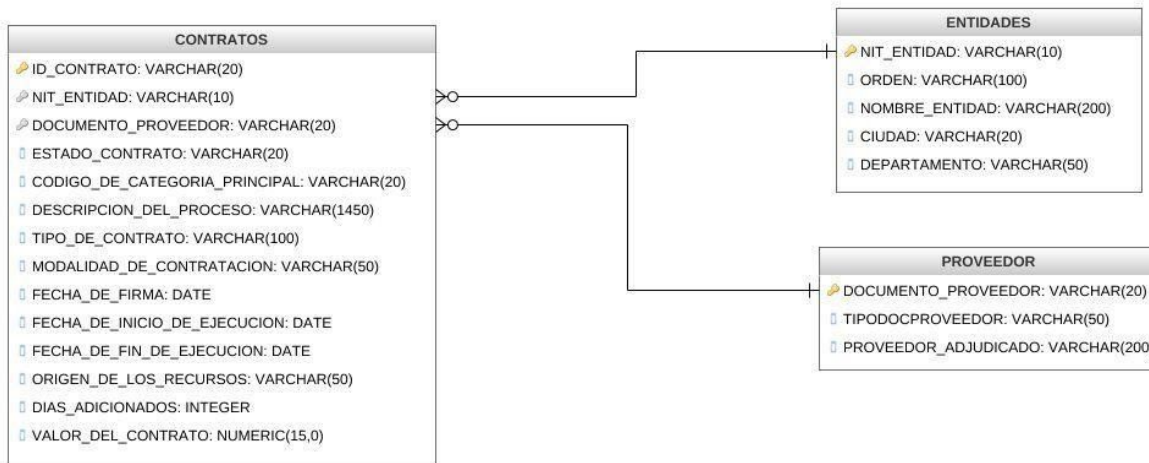 CONTRATOS
ID_CONTRATO: VARCHAR(20)
NIT_ENTIDAD: VARCHAR(10)
DOCUMENTO_PROVEEDOR: VARCHAR(20)
ESTADO_CONTRATO: VARCHAR(20)
CODIGO_DE_CATEGORIA_PRINCIPAL: VARCHAR(20)
DESCRIPCION_DEL_PROCESO: VARCHAR(1450)
TIPO_DE_CONTRATO: VARCHAR(100)
MODALIDAD_DE_CONTRATACION: VARCHAR(50)
FECHA_DE_FIRMA: DATE
FECHA_DE_INICIO_DE_EJECUCION: DATE
FECHA_DE_FIN_DE_EJECUCION: DATE
ORIGEN_DE_LOS_RECURSOS: VARCHAR(50)
DIAS_ADICIONADOS: INTEGER
VALOR_DEL_CONTRATO: NUMERIC(15,0)
ENTIDADES
NIT_ENTIDAD: VARCHAR(10)
ORDEN: VARCHAR(100)
NOMBRE_ENTIDAD: VARCHAR(200)
CIUDAD: VARCHAR(20)
DEPARTAMENTO: VARCHAR(50)
PROVEEDOR
DOCUMENTO_PROVEEDOR: VARCHAR(20)
TIPODOCPROVEEDOR: VARCHAR(50)
PROVEEDOR_ADJUDICADO: VARCHAR(200